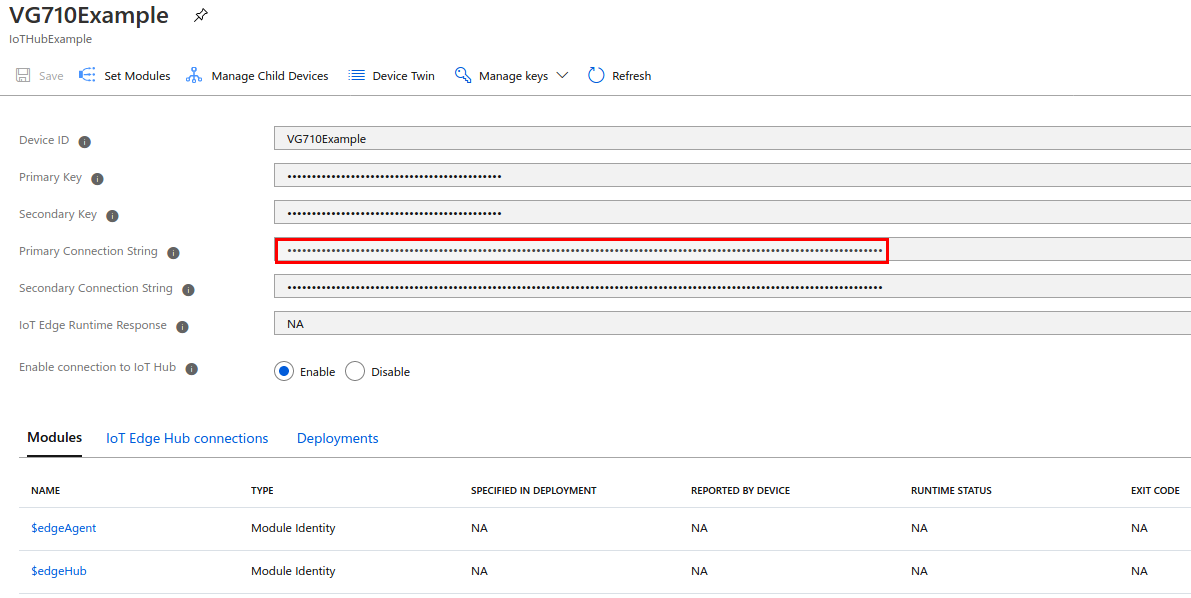 VG710Example
IoTHubExample
Save Set Modules Manage Child Devices Device Twin Manage keys Refresh
Device ID VG710Example
Primary Key ••••••••••••••••••••••••••••••••••••••••••••
Secondary Key ••••••••••••••••••••••••••••••••••••••••••••
Primary Connection String ••••••••••••••••••••••••••••••••••••••••••••••••••••••••••••••••••••••••••••••••••••••••••••••••••••••••••••••••••••••••••
Secondary Connection String ••••••••••••••••••••••••••••••••••••••••••••••••••••••••••••••••••••••••••••••••••••••••••••••••••••••••••••••••••••••••••
IoT Edge Runtime Response NA
Enable connection to IoT Hub Enable Disable
Modules IoT Edge Hub connections Deployments
NAME TYPE SPECIFIED IN DEPLOYMENT REPORTED BY DEVICE RUNTIME STATUS EXIT CODE
$edgeAgent Module Identity NA NA NA NA
$edgeHub Module Identity NA NA NA NA